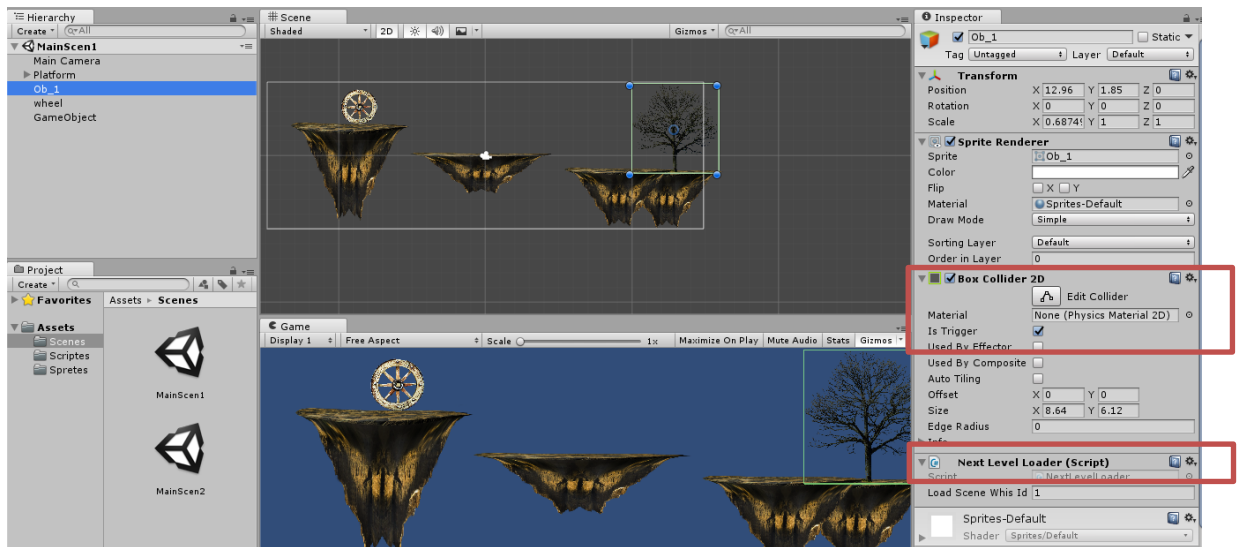 Hierarchy
Create All
MainScen1
Main Camera
Platform
Ob_1
wheel
GameObject
Project
Create
Favorites
Assets
Scenes
Scriptes
Spretes
Assets Scenes
MainScen1
MainScen2
Scene
Shaded 2D Gizmos All
Game
Display 1 Free Aspect Scale 1x Maximize On Play Mute Audio Stats Gizmos
Inspector
Ob_1 Static
Tag Untagged Layer Default
Transform
Position X 12.96 Y 1.85 Z 0
Rotation X 0 Y 0 Z 0
Scale X 0.6874 Y 1 Z 1
Sprite Renderer
Sprite Ob_1
Color
Flip X Y
Material Sprites-Default
Draw Mode Simple
Sorting Layer Default
Order in Layer 0
Box Collider 2D
Edit Collider
Material None (Physics Material 2D)
Is Trigger
Used By Effector
Used By Composite
Auto Tiling
Offset X 0 Y 0
Size X 8.64 Y 6.12
Edge Radius 0
Info
Next Level Loader (Script)
Script NextLevelLoader
Load Scene Whis Id 1
Sprites-Default
Shader Sprites/Default